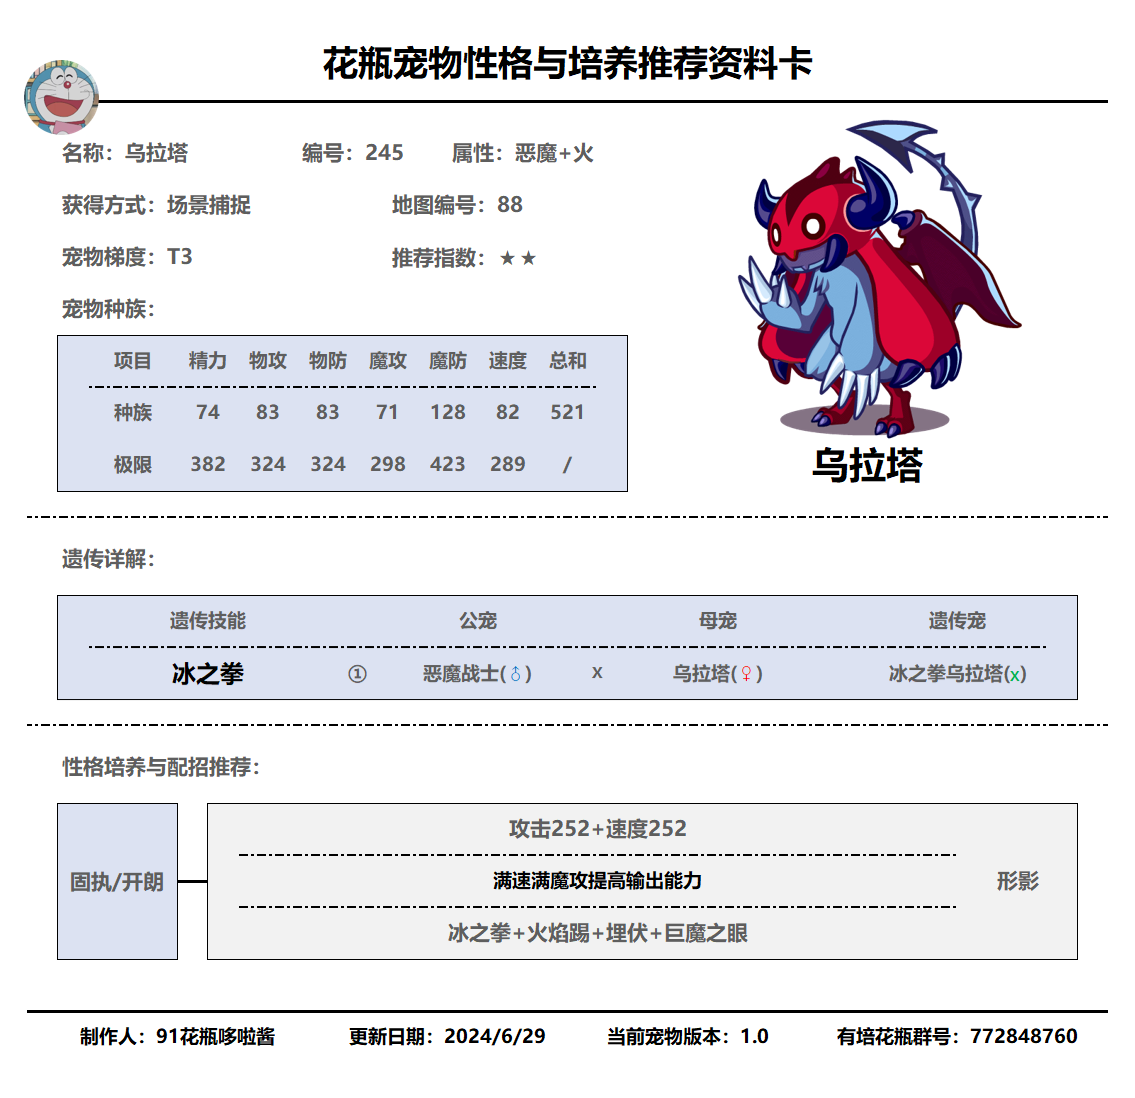 花瓶宠物性格与培养推荐资料卡
名称：乌拉塔 编号：245 属性：恶魔+火
获得方式：场景捕捉 地图编号：88
宠物梯度：T3 推荐指数：★★
宠物种族：
项目 精力 物攻 物防 魔攻 魔防 速度 总和
种族 74 83 83 71 128 82 521
极限 382 324 324 298 423 289 /
乌拉塔
遗传详解：
遗传技能 公宠 母宠 遗传宠
冰之拳 ① 恶魔战士(♂) x 乌拉塔(♀) 冰之拳乌拉塔(x)
性格培养与配招推荐：
攻击252+速度252
固执/开朗 满速满魔攻提高输出能力 形影
冰之拳+火焰踢+埋伏+巨魔之眼
制作人：91花瓶哆啦酱 更新日期：2024/6/29 当前宠物版本：1.0 有培花瓶群号：772848760